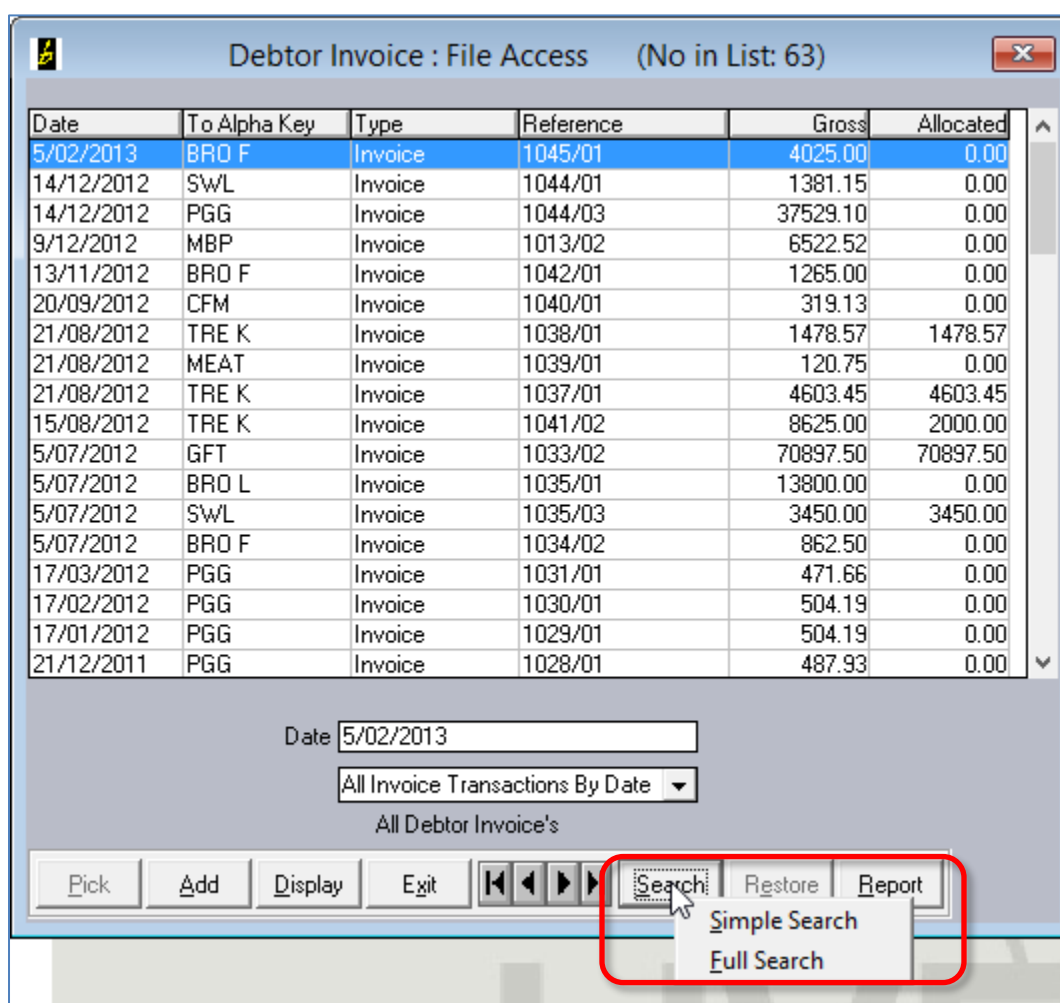 Debtor Invoice : File Access (No in List: 63)
Date To Alpha Key Type Reference Gross Allocated
5/02/2013 BRO F Invoice 1045/01 4025.00 0.00
14/12/2012 SWL Invoice 1044/01 1381.15 0.00
14/12/2012 PGG Invoice 1044/03 37529.10 0.00
9/12/2012 MBP Invoice 1013/02 6522.52 0.00
13/11/2012 BRO F Invoice 1042/01 1265.00 0.00
20/09/2012 CFM Invoice 1040/01 319.13 0.00
21/08/2012 TRE K Invoice 1038/01 1478.57 1478.57
21/08/2012 MEAT Invoice 1039/01 120.75 0.00
21/08/2012 TRE K Invoice 1037/01 4603.45 4603.45
15/08/2012 TRE K Invoice 1041/02 8625.00 2000.00
5/07/2012 GFT Invoice 1033/02 70897.50 70897.50
5/07/2012 BRO L Invoice 1035/01 13800.00 0.00
5/07/2012 SWL Invoice 1035/03 3450.00 3450.00
5/07/2012 BRO F Invoice 1034/02 862.50 0.00
17/03/2012 PGG Invoice 1031/01 471.66 0.00
17/02/2012 PGG Invoice 1030/01 504.19 0.00
17/01/2012 PGG Invoice 1029/01 504.19 0.00
21/12/2011 PGG Invoice 1028/01 487.93 0.00
Date 5/02/2013
All Invoice Transactions By Date
All Debtor Invoice's
Pick Add Display Exit Search Restore Report
Simple Search
Full Search